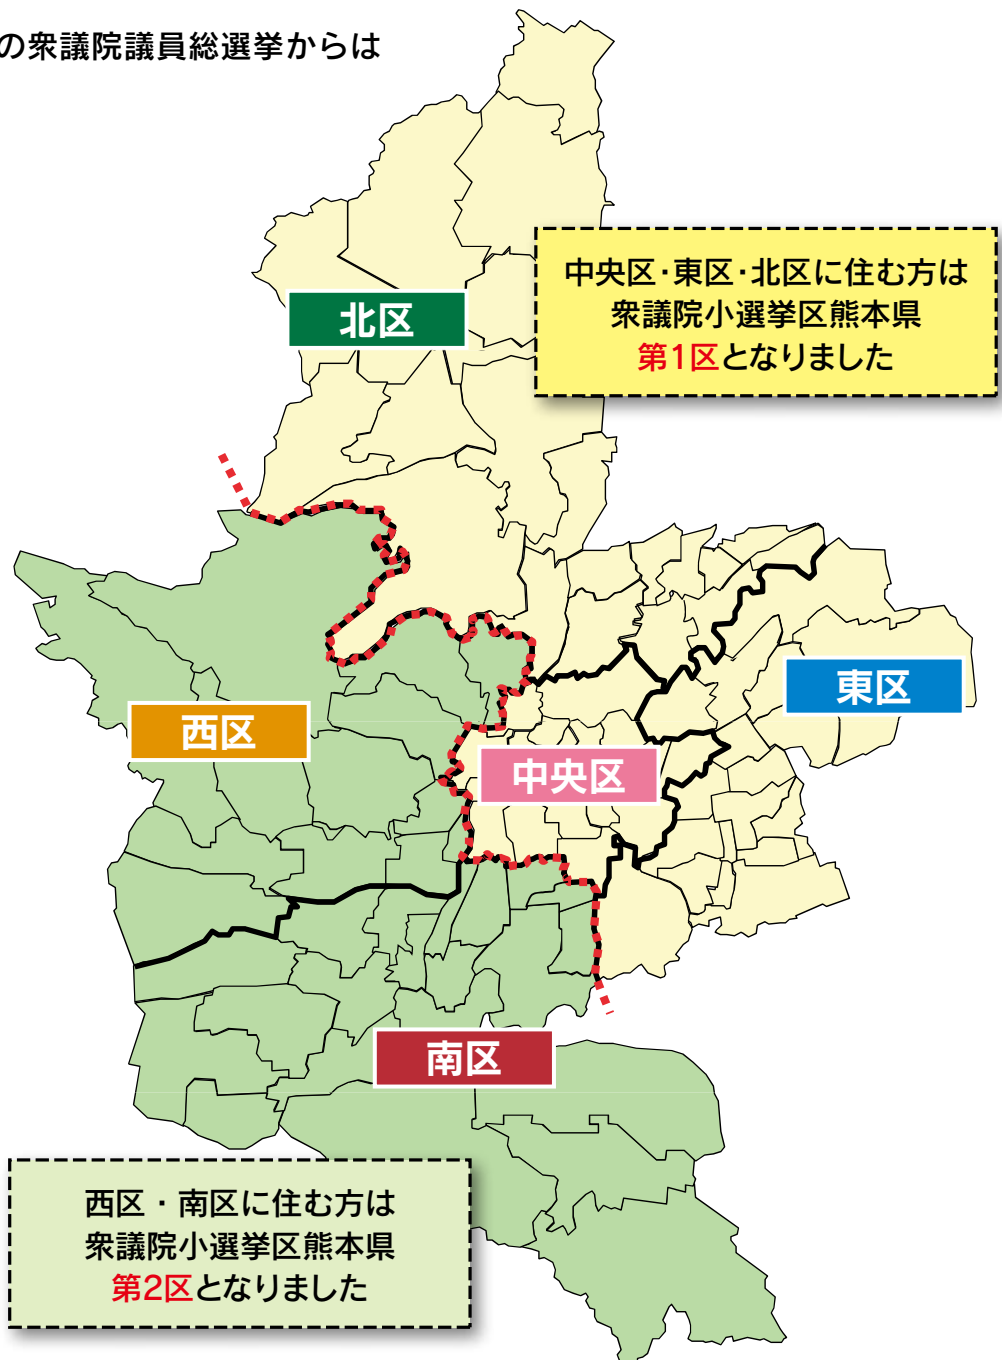 の衆議院議員総選挙からは
中央区･東区･北区に住む方は
衆議院小選挙区熊本県
第1区となりました
北区
東区
西区
中央区
南区
西区・南区に住む方は
衆議院小選挙区熊本県
第2区となりました